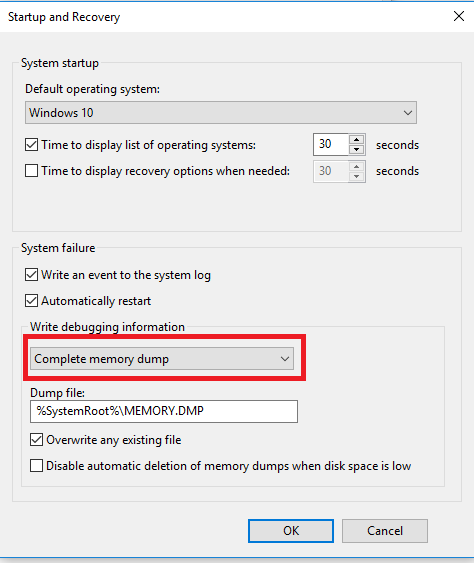 Startup and Recovery
System startup
Default operating system:
Windows 10
Time to display list of operating systems: 30 seconds
Time to display recovery options when needed: 30 seconds
System failure
Write an event to the system log
Automatically restart
Write debugging information
Complete memory dump
Dump file:
%SystemRoot%\MEMORY.DMP
Overwrite any existing file
Disable automatic deletion of memory dumps when disk space is low
OK Cancel